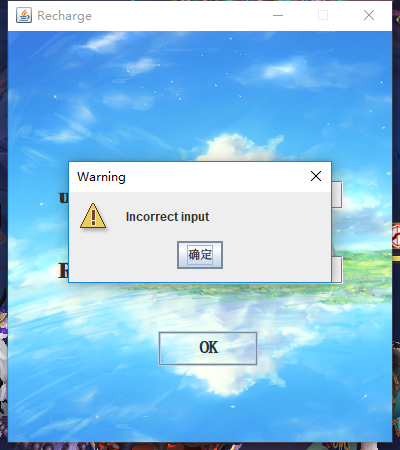 Recharge
Warning
Incorrect input
确定
OK